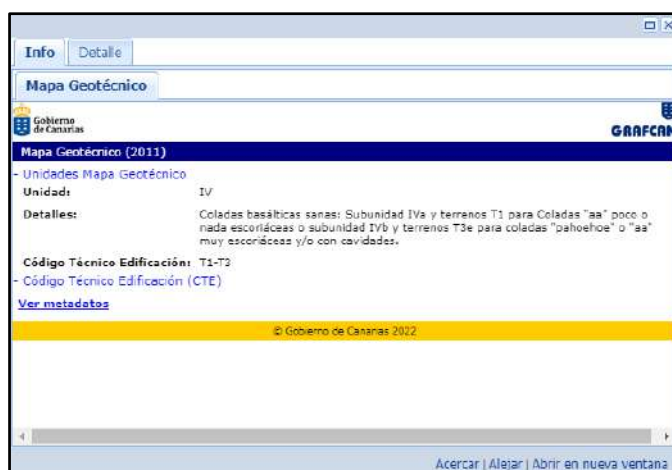 Info Detalle
Mapa Geotécnico
Gobierno
de Canarias
GRAFCAN
Mapa Geotécnico (2011)
- Unidades Mapa Geotécnico
Unidad: IV
Detalles: Coladas basálticas sanas: Subunidad IVa y terrenos T1 para Coladas "aa" poco o
nada escoriáceas o subunidad IVb y terrenos T3e para coladas "pahoehoe" o "aa"
muy escoriáceas y/o con cavidades.
Código Técnico Edificación: T1-T3
- Código Técnico Edificación (CTE)
Ver metadatos
© Gobierno de Canarias 2022
Acercar | Alejar | Abrir en nueva ventana